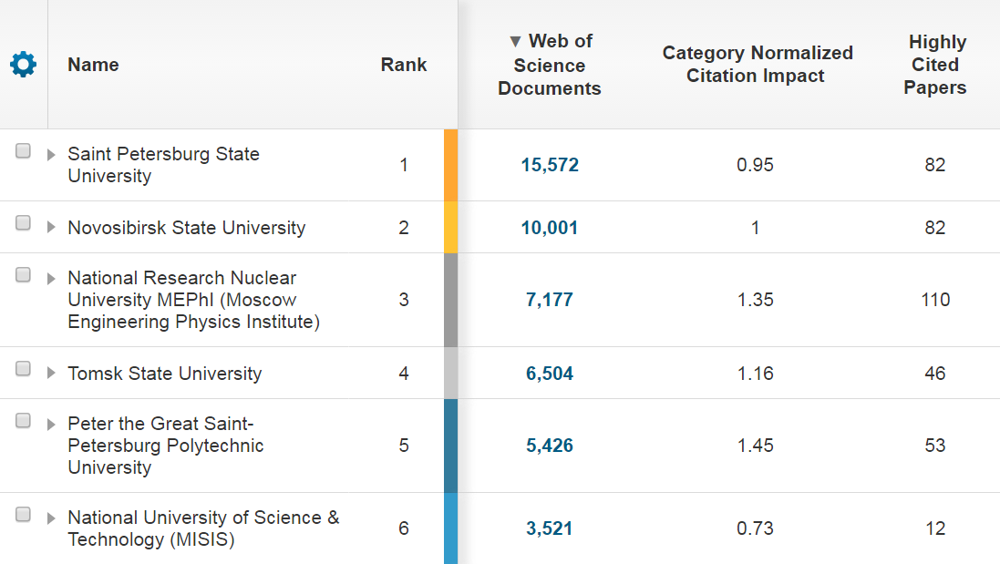 Name
Rank
▼ Web of
Science
Documents
Category Normalized
Citation Impact
Highly
Cited
Papers
Saint Petersburg State
University
1
15,572
0.95
82
Novosibirsk State University
2
10,001
1
82
National Research Nuclear
University MEPhI (Moscow
Engineering Physics Institute)
3
7,177
1.35
110
Tomsk State University
4
6,504
1.16
46
Peter the Great Saint-
Petersburg Polytechnic
University
5
5,426
1.45
53
National University of Science &
Technology (MISIS)
6
3,521
0.73
12